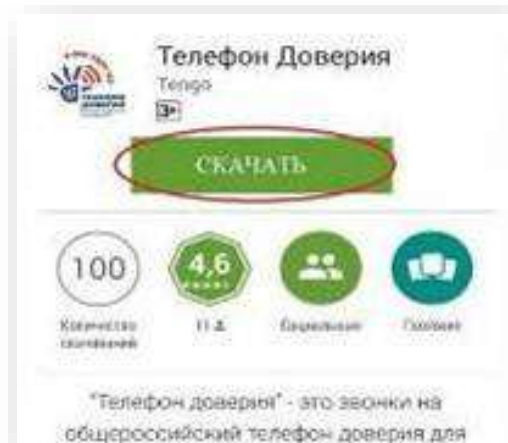 Телефон Доверия
Tengo
3+
СКАЧАТЬ
100
4,6
Количество
скачиваний
11
Социальные
Похожие
"Телефон доверия" - это звонки на
общероссийский телефон доверия для